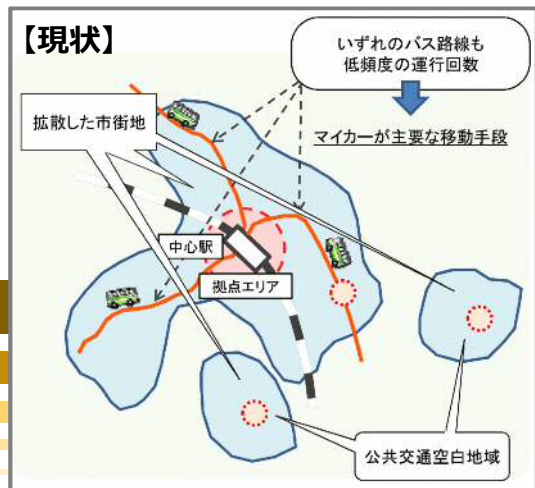 【現状】
いずれのバス路線も
低頻度の運行回数
マイカーが主要な移動手段
拡散した市街地
中心駅
拠点エリア
公共交通空白地域